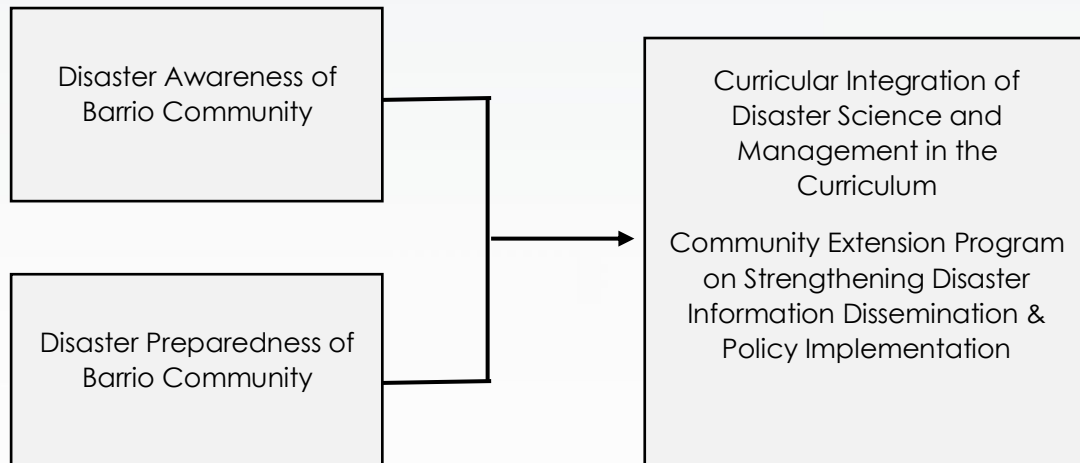 Disaster Awareness of
Barrio Community
Disaster Preparedness of
Barrio Community
Curricular Integration of
Disaster Science and
Management in the
Curriculum
Community Extension Program
on Strengthening Disaster
Information Dissemination &
Policy Implementation